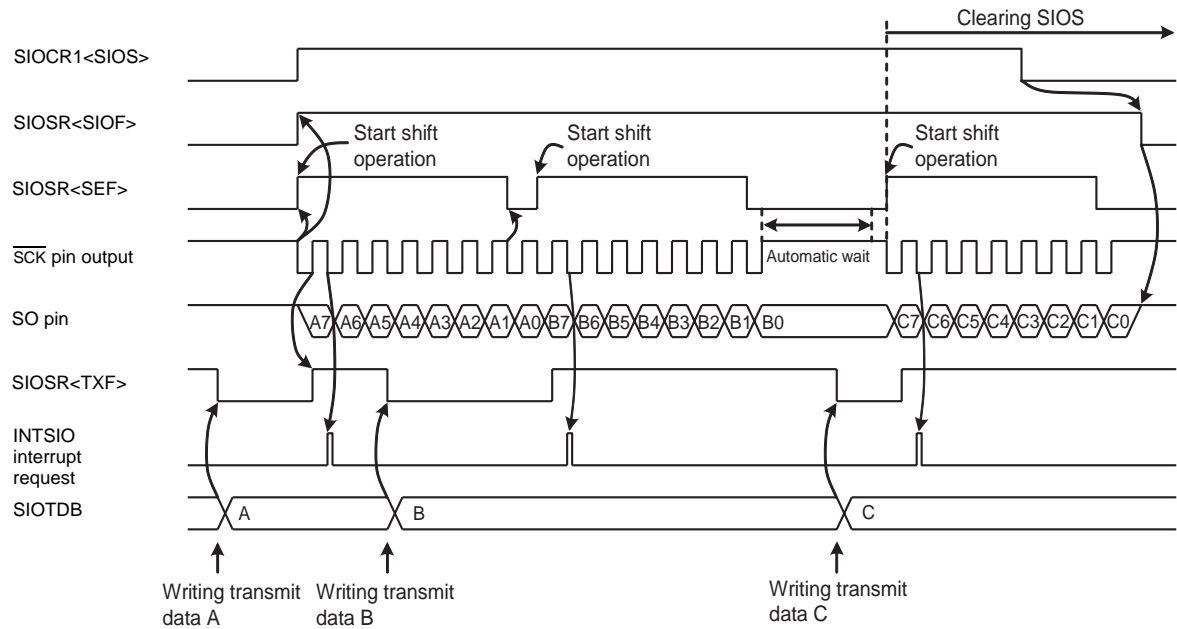 Clearing SIOS
SIOCR1<SIOS>
SIOSR<SIOF>
Start shift
operation
Start shift
operation
Start shift
operation
SIOSR<SEF>
SCK pin output
Automatic wait
SO pin
A7 A6 A5 A4 A3 A2 A1 A0 B7 B6 B5 B4 B3 B2 B1 B0 C7 C6 C5 C4 C3 C2 C1 C0
SIOSR<TXF>
INTSIO
interrupt
request
SIOTDB
A B C
Writing transmit
data A
Writing transmit
data B
Writing transmit
data C